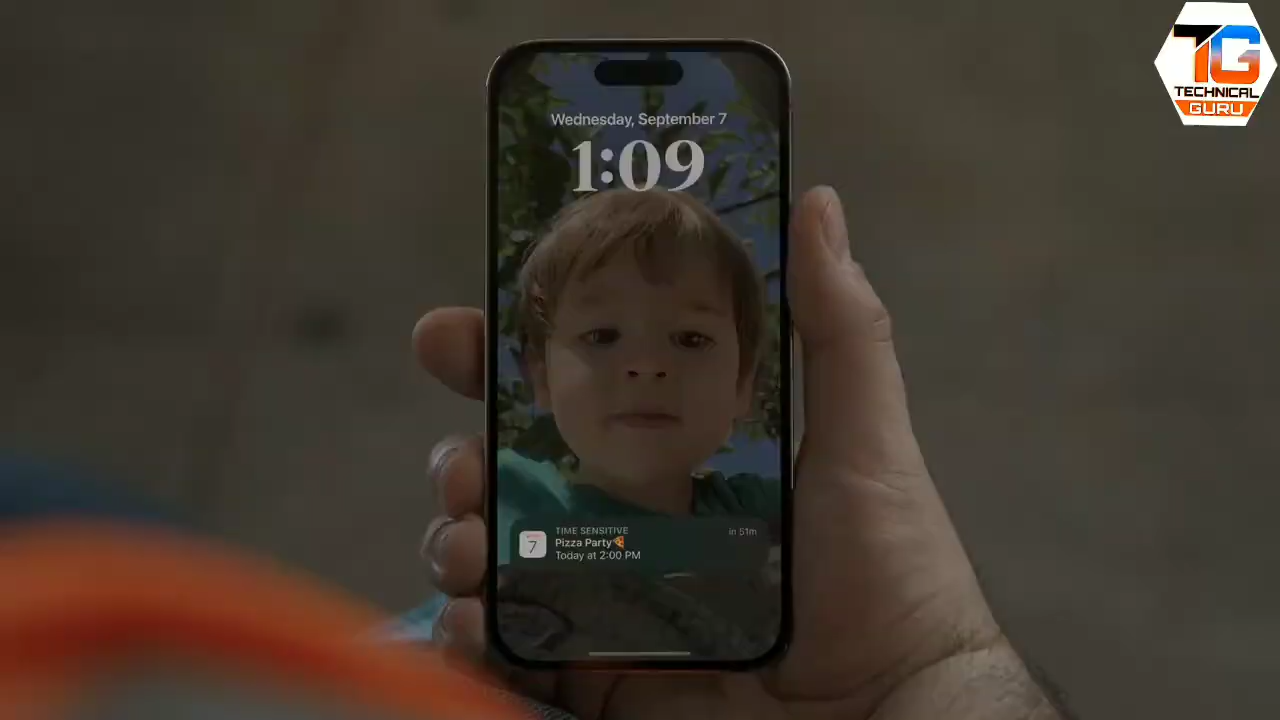 Wednesday, September 7
1:09
TIME SENSITIVE
in 51m
7
Pizza Party🍕
Today at 2:00 PM
TG
TECHNICAL
GURU